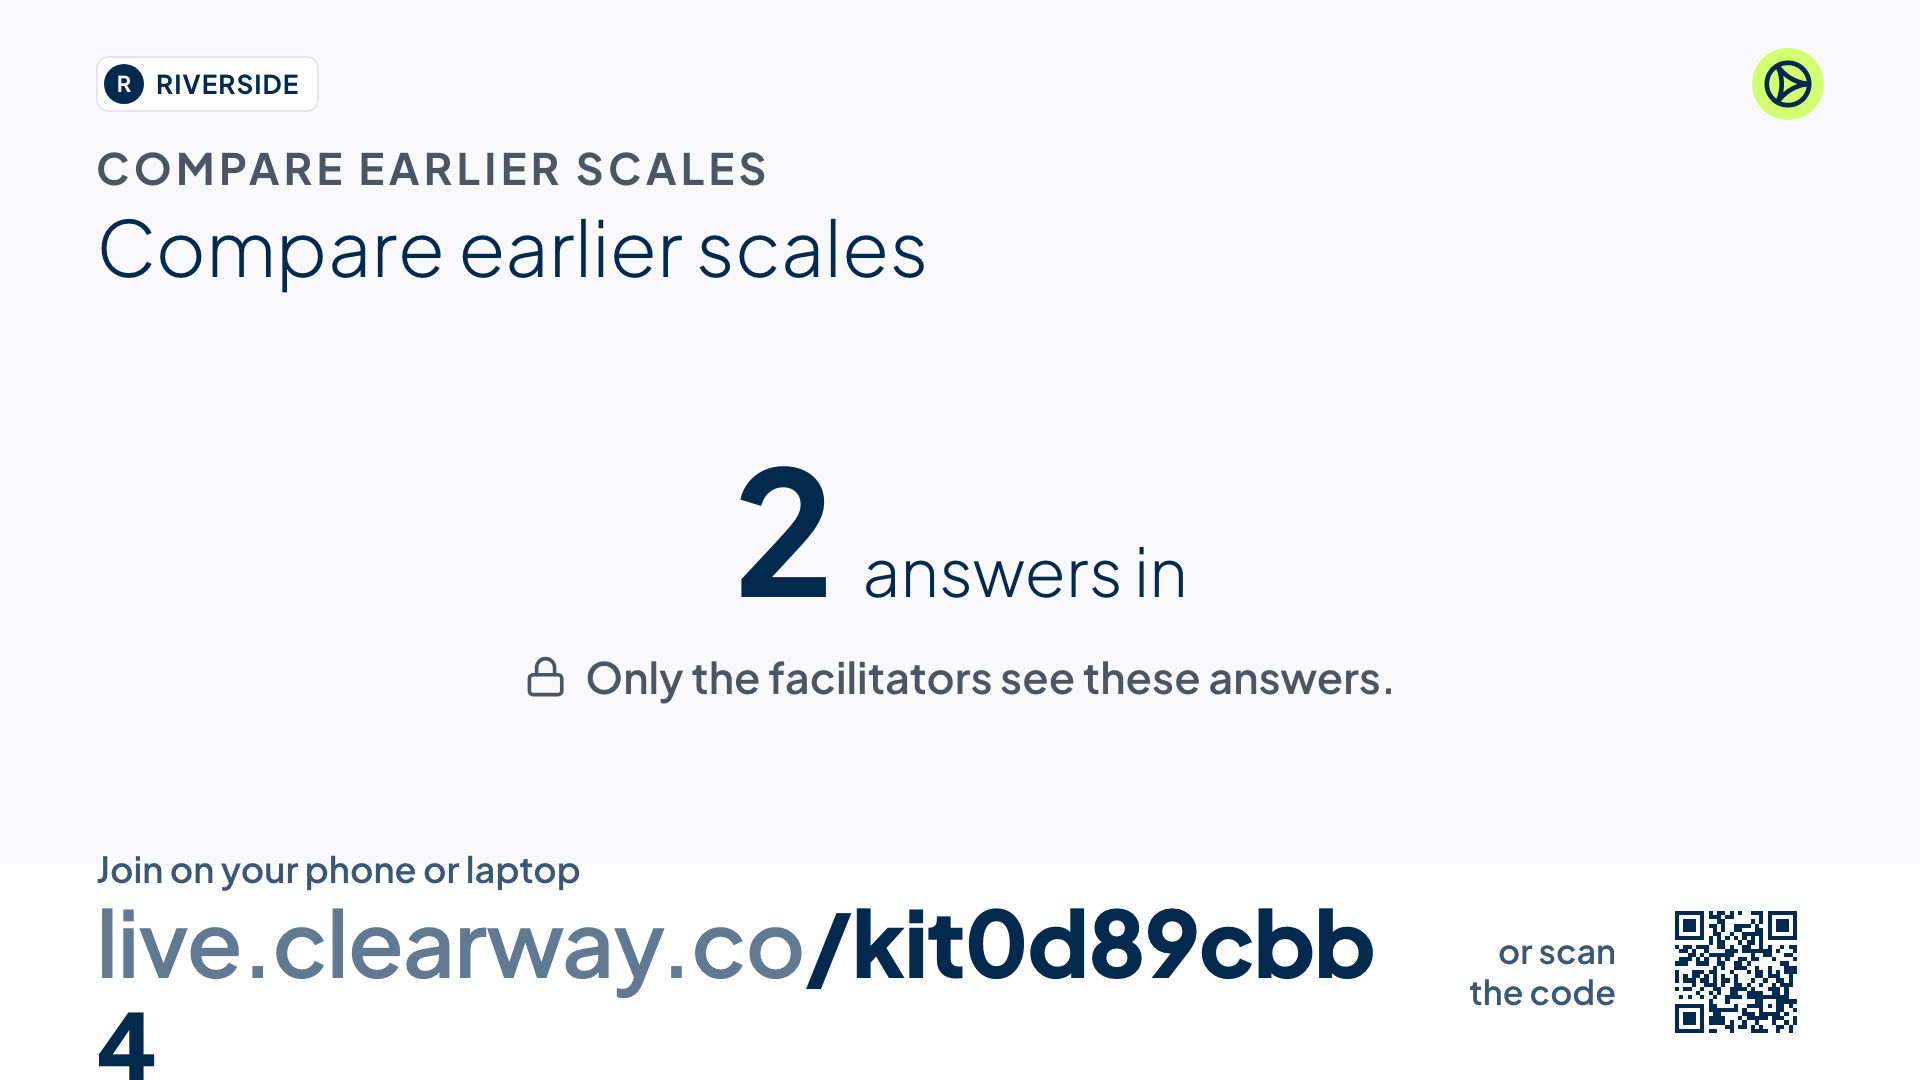 R RIVERSIDE
COMPARE EARLIER SCALES
Compare earlier scales
2 answers in
Only the facilitators see these answers.
Join on your phone or laptop
live.clearway.co/kit0d89cbb
4
or scan
the code